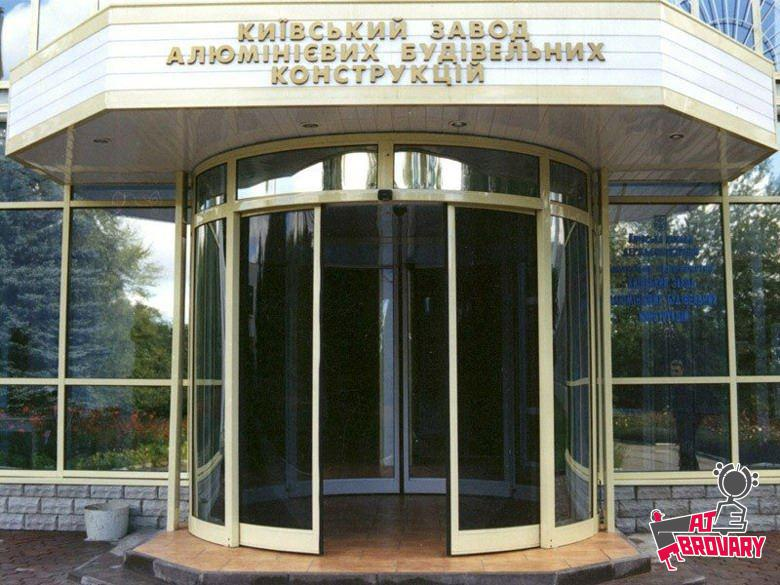 КИЇВСЬКИЙ ЗАВОД
АЛЮМІНІЄВИХ БУДІВЕЛЬНИХ
КОНСТРУКЦІЙ
AT
BROVARY